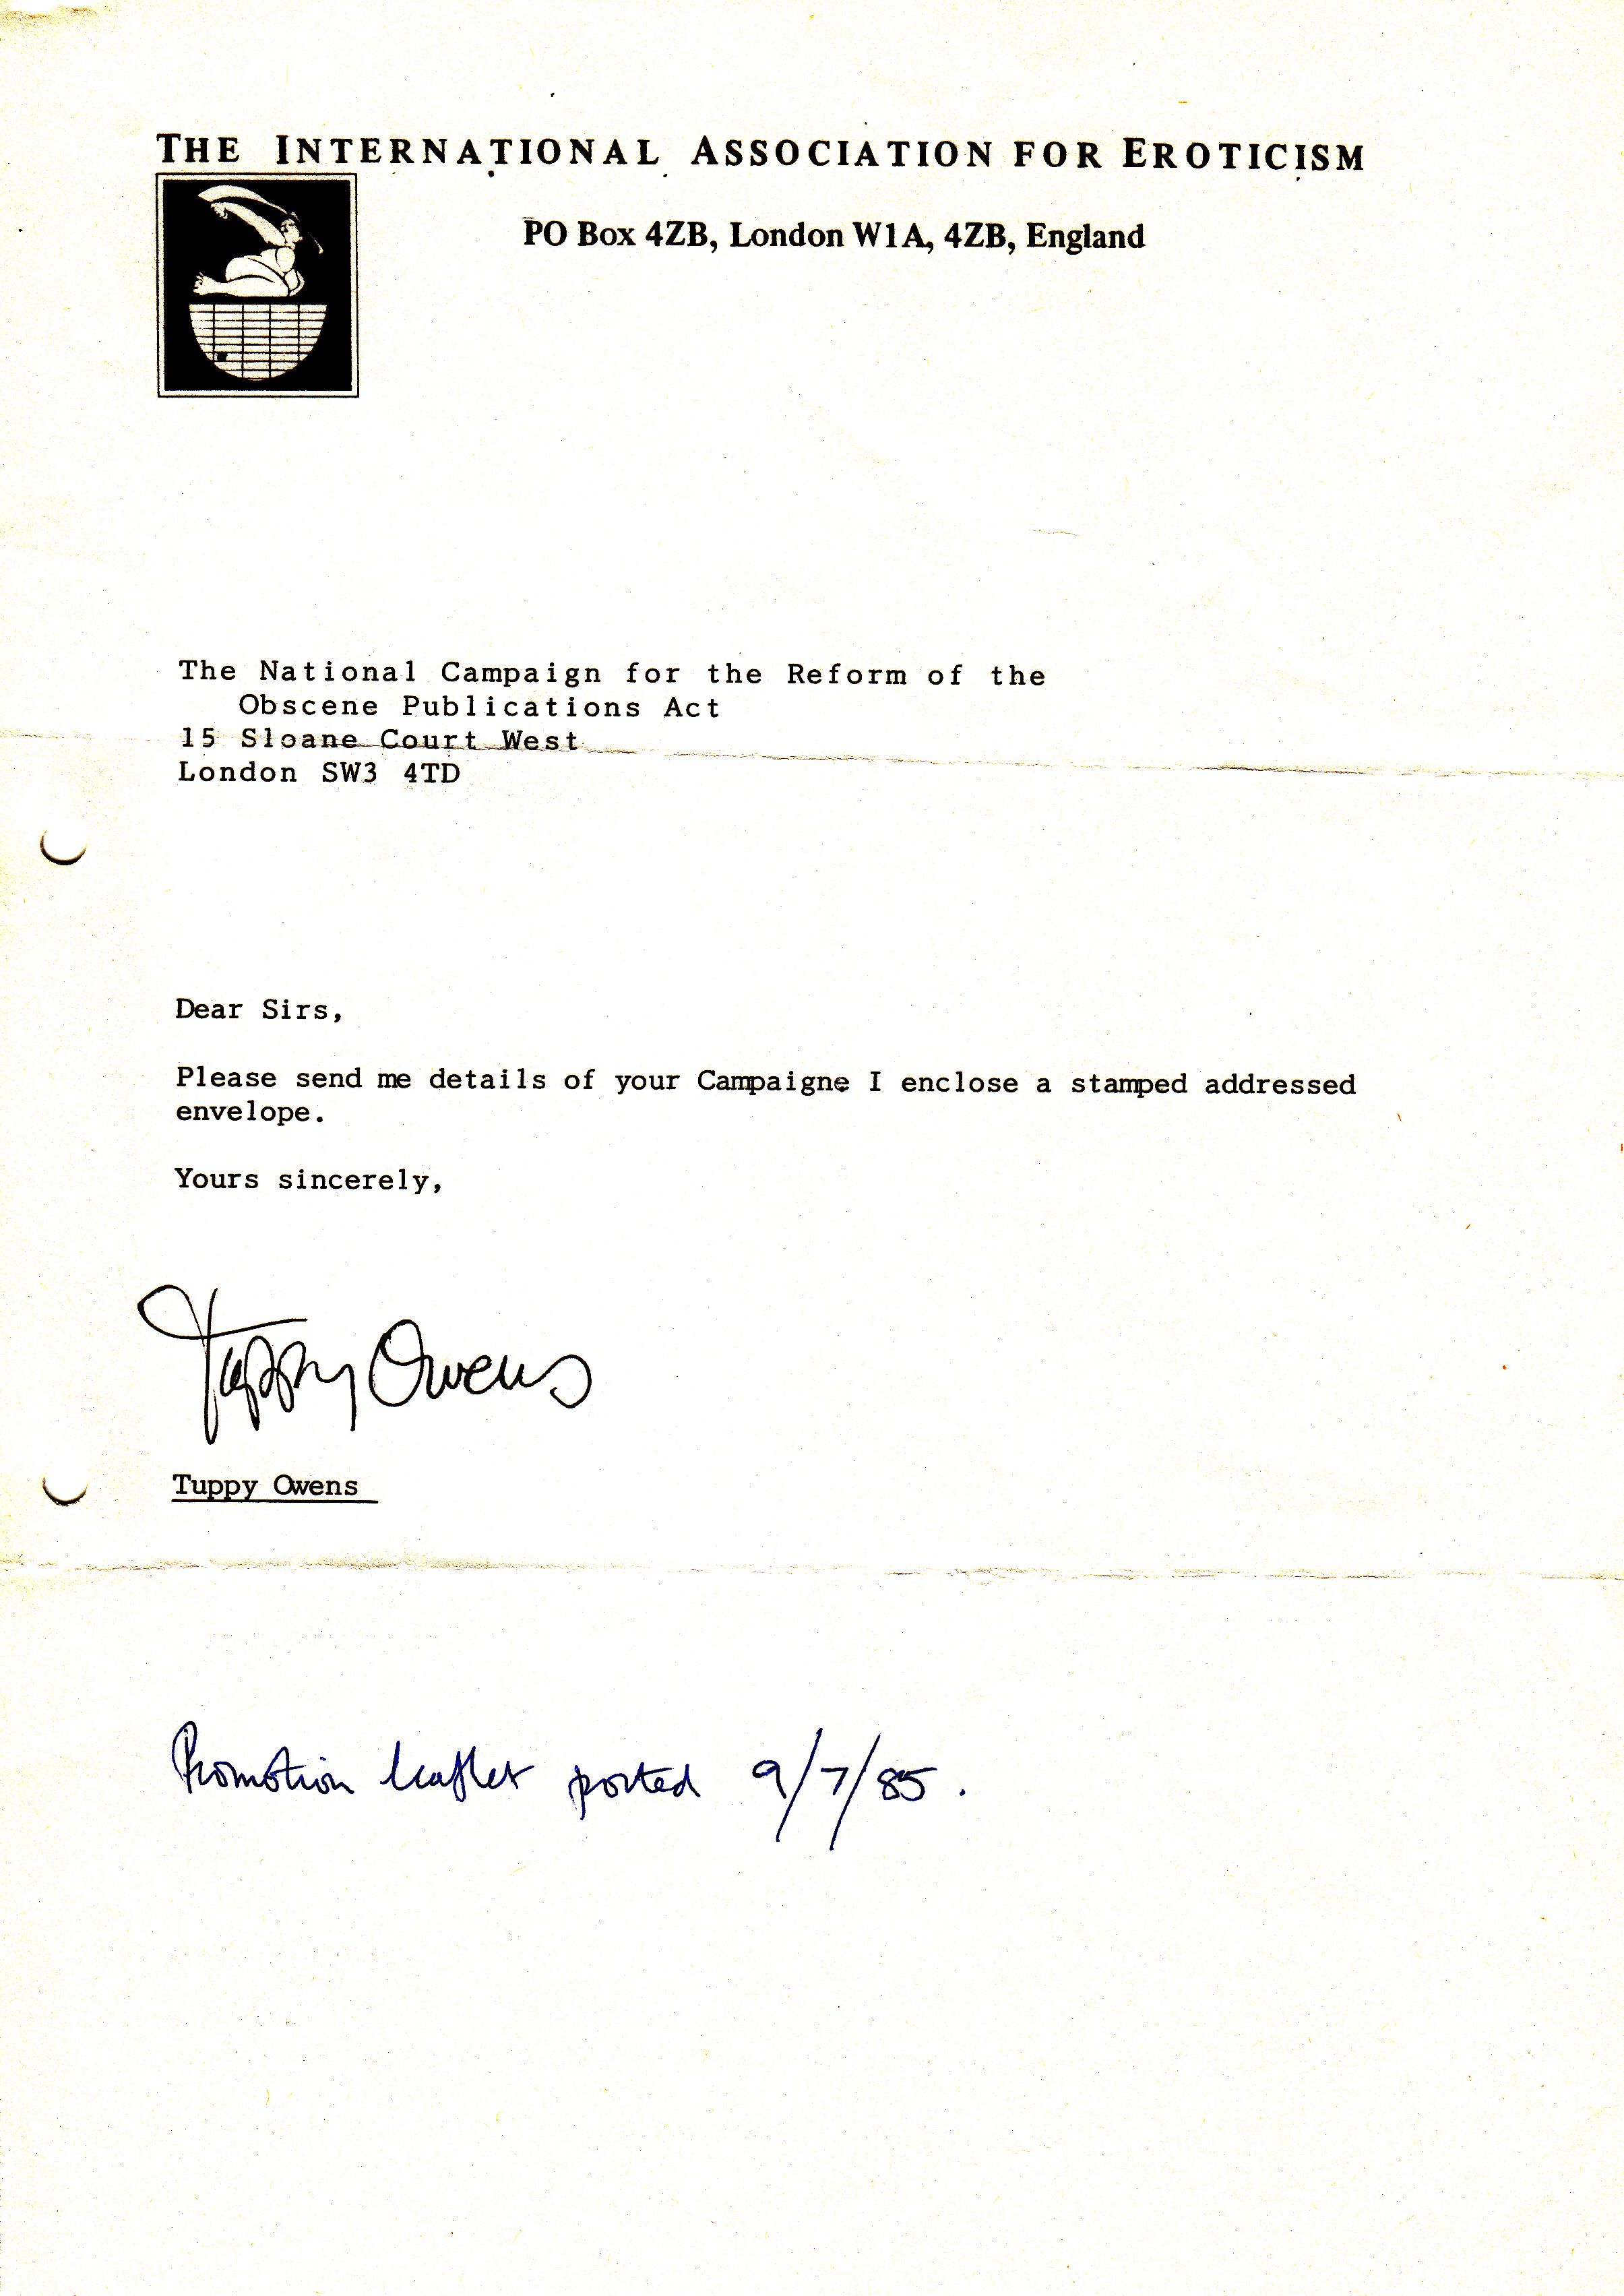 THE INTERNATIONAL ASSOCIATION FOR EROTICISM
PO Box 4ZB, London W1A, 4ZB, England
The National Campaign for the Reform of the
Obscene Publications Act
15 Sloane Court West
London SW3 4TD
Dear Sirs,
Please send me details of your Campaigne I enclose a stamped addressed
envelope.
Yours sincerely,
Tuppy Owens
Tuppy Owens
Promotion leaflet posted 9/7/85.